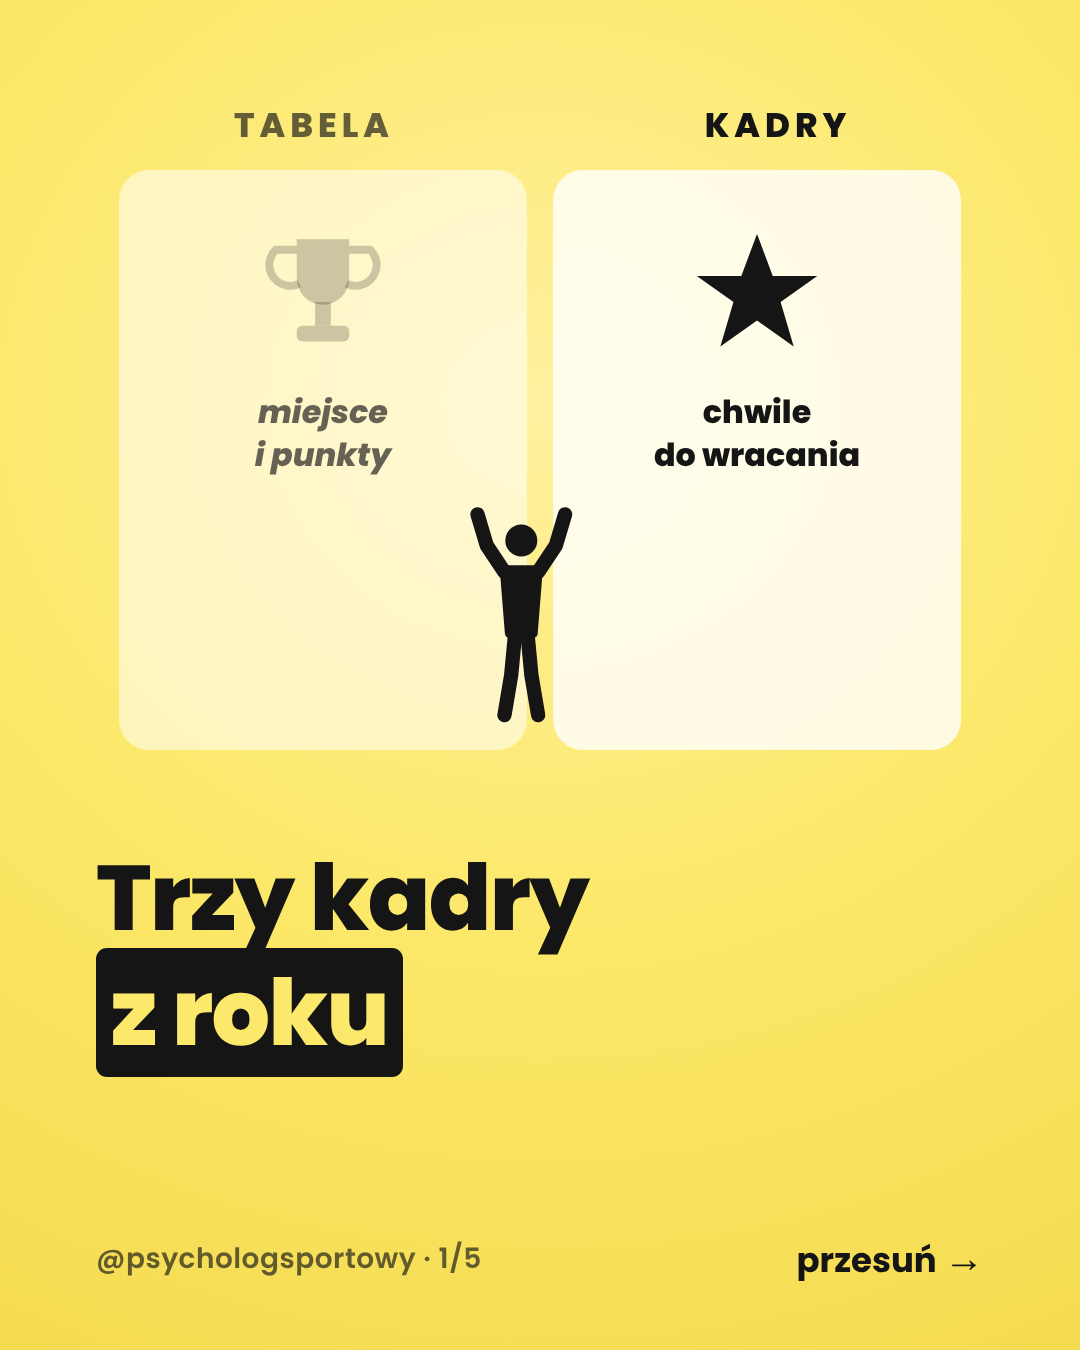 TABELA
KADRY
miejsce
i punkty
chwile
do wracania
Trzy kadry
z roku
@psychologsportowy · 1/5
przesuń →